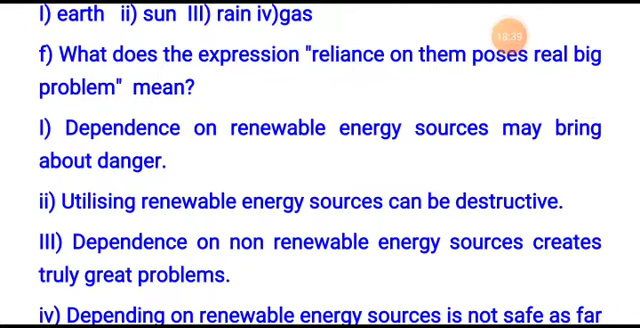 I) earth ii) sun III) rain iv)gas
18:39
f) What does the expression "reliance on them poses real big
problem" mean?
I) Dependence on renewable energy sources may bring
about danger.
ii) Utilising renewable energy sources can be destructive.
III) Dependence on non renewable energy sources creates
truly great problems.
iv) Depending on renewable energy sources is not safe as far